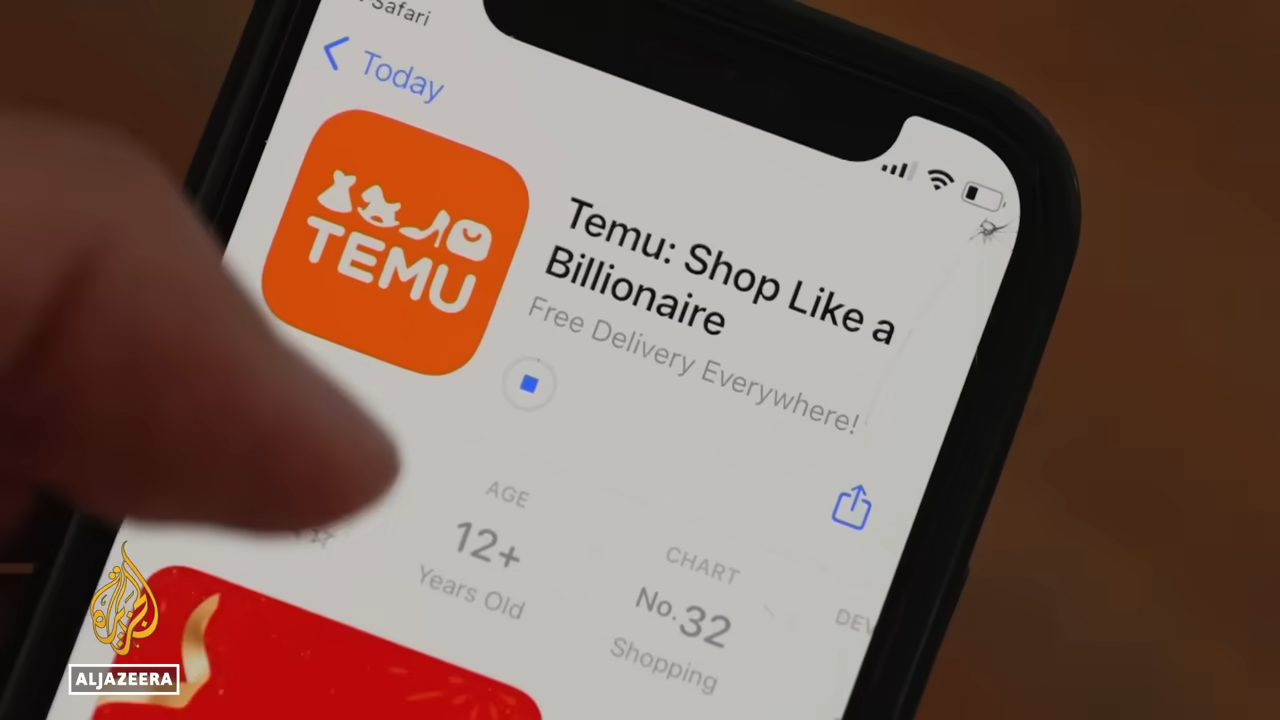 Safari
Today
TEMU
Temu: Shop Like a
Billionaire
Free Delivery Everywhere!
AGE
12+
Years Old
CHART
No.32
Shopping
ALJAZEERA